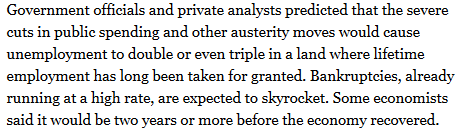 Government officials and private analysts predicted that the severe
cuts in public spending and other austerity moves would cause
unemployment to double or even triple in a land where lifetime
employment has long been taken for granted. Bankruptcies, already
running at a high rate, are expected to skyrocket. Some economists
said it would be two years or more before the economy recovered.